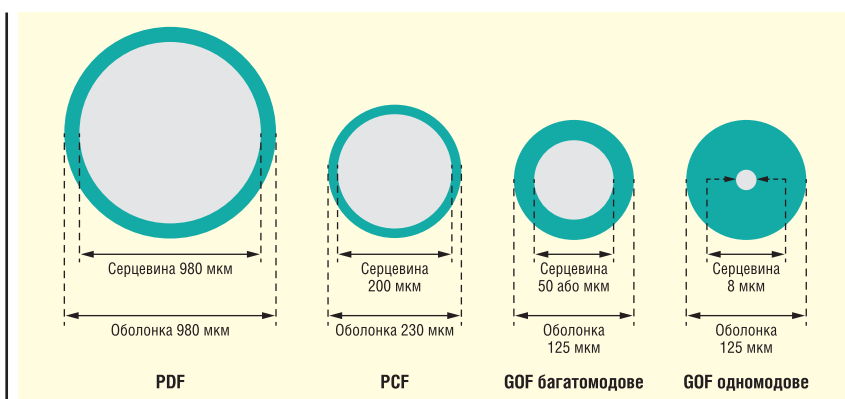 Серцевина 980 мкм
Оболонка 980 мкм
PDF
Серцевина
200 мкм
Оболонка 230 мкм
PCF
Серцевина
50 або мкм
Оболонка
125 мкм
GOF багатомодове
Серцевина
8 мкм
Оболонка
125 мкм
GOF одномодове